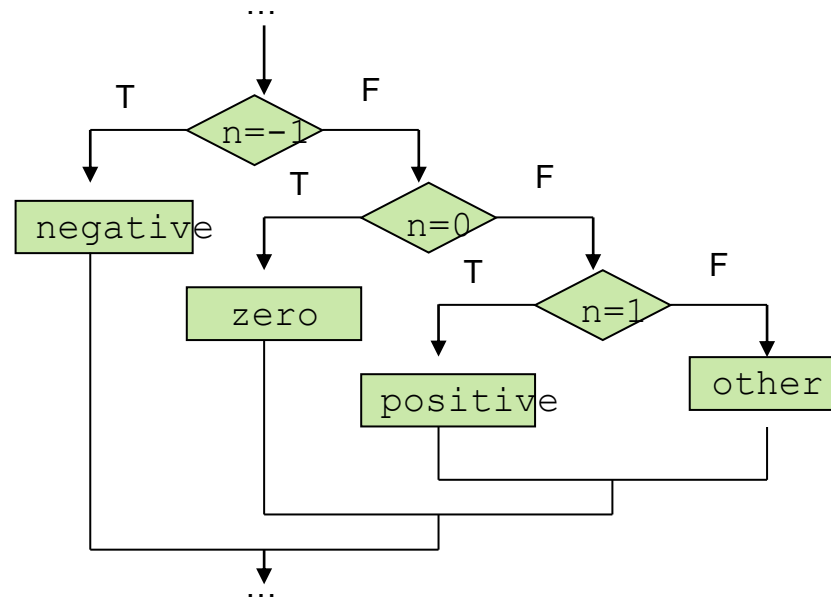 ...
T
F
n=-1
T
F
negative
n=0
T
F
zero
n=1
positive
other
...